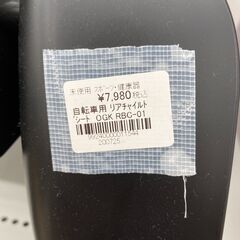 未使用 スポーツ・健康器
¥7,980税込
自転車用 リアチャイルト
゛シート OGK RBC-01
200725